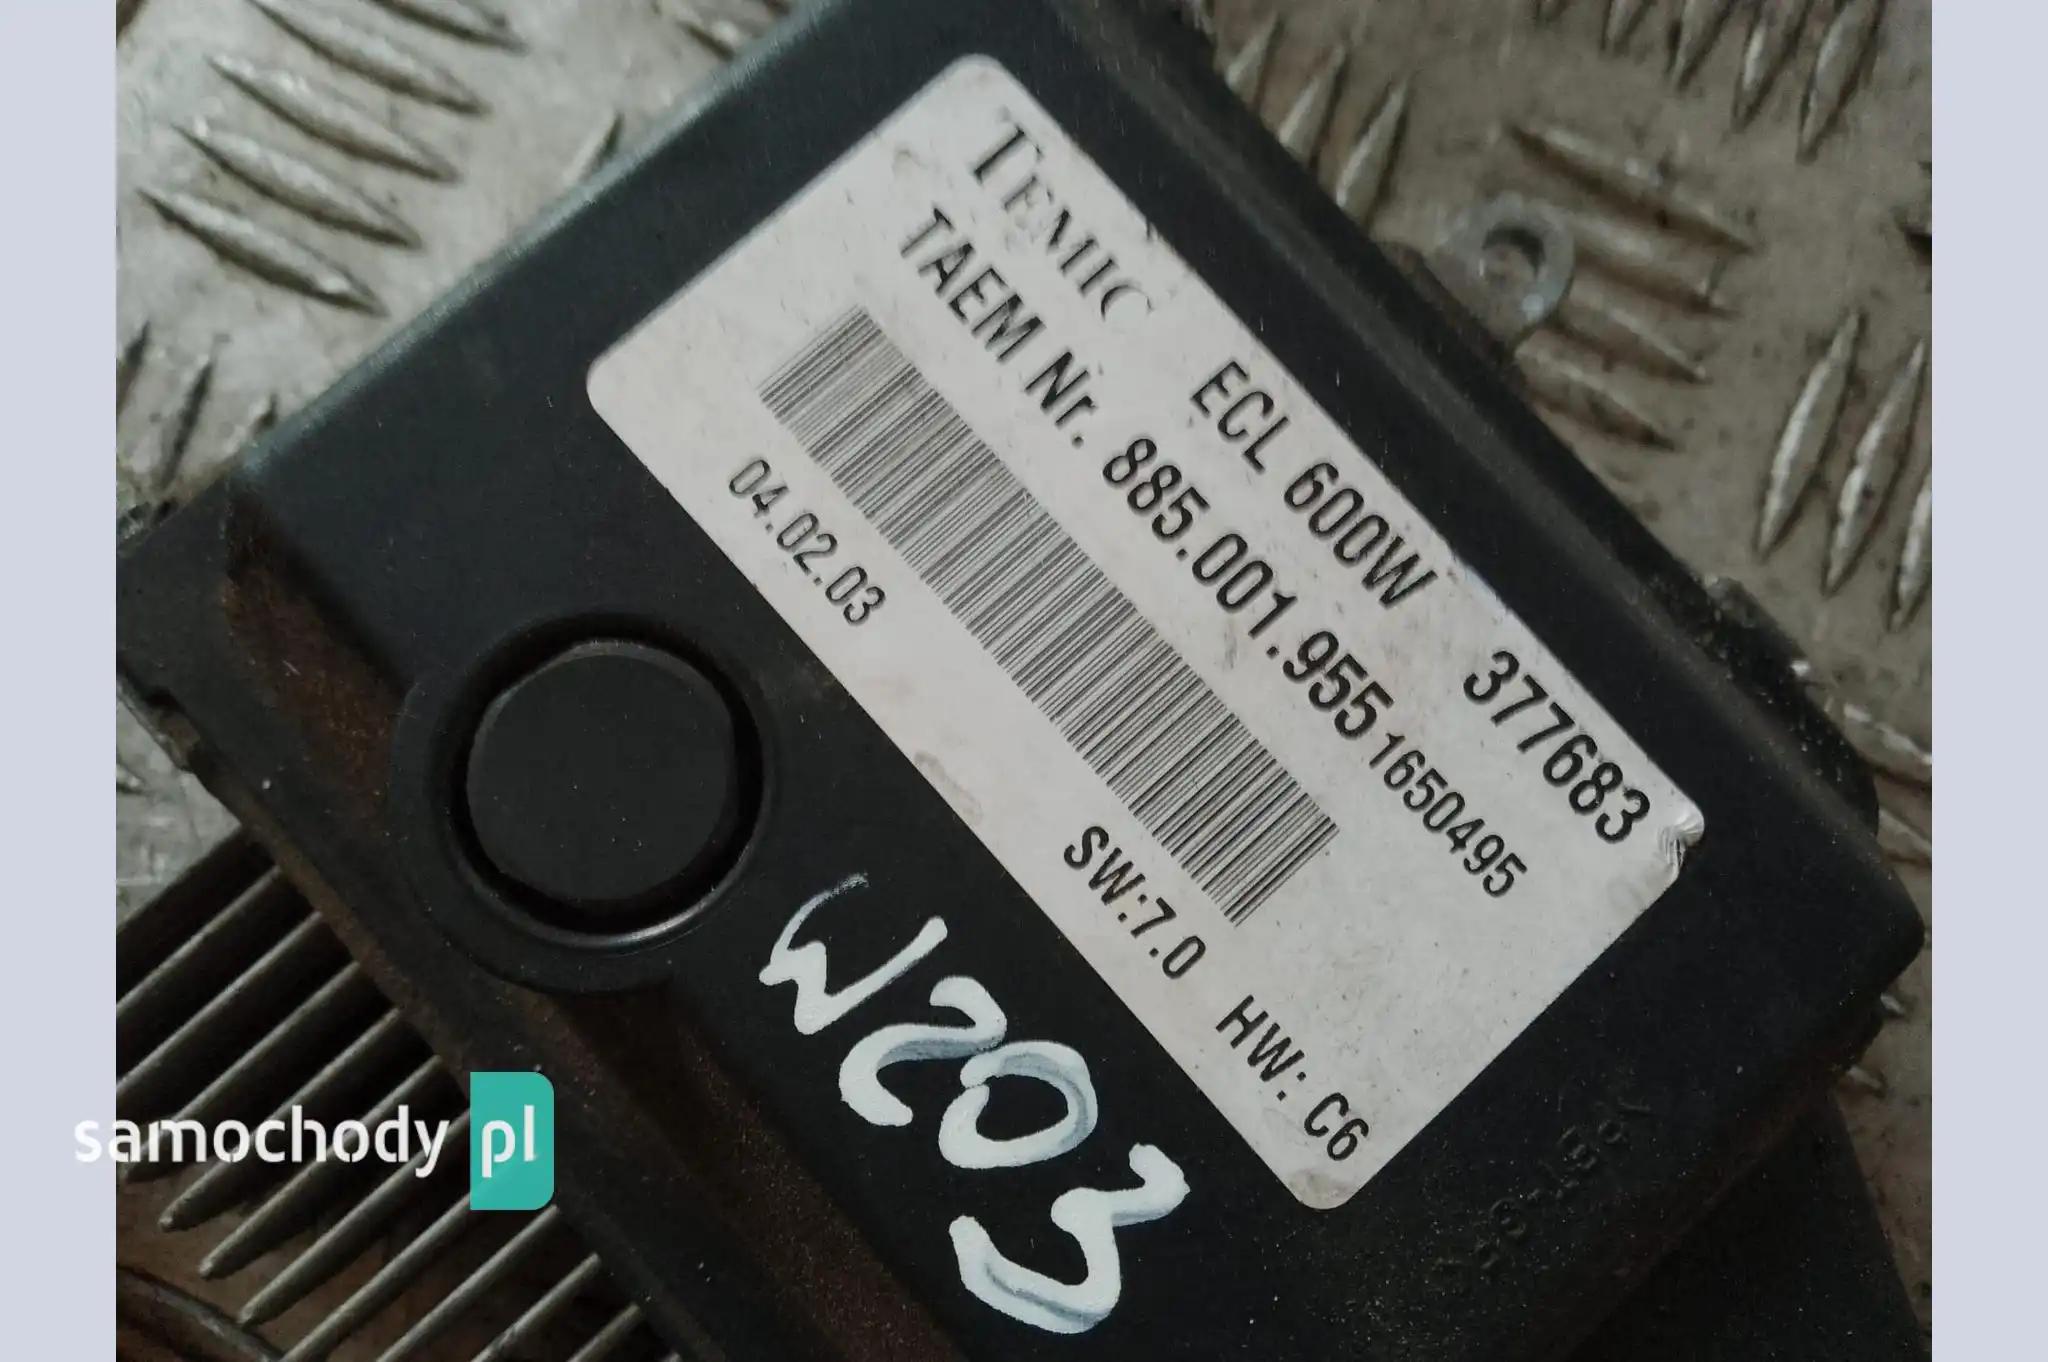 TEMIC ECL 600W 377683
TAEM Nr. 885.001.955 1650495
04.02.03 SW:7.0 HW: C6
W203
samochody pl